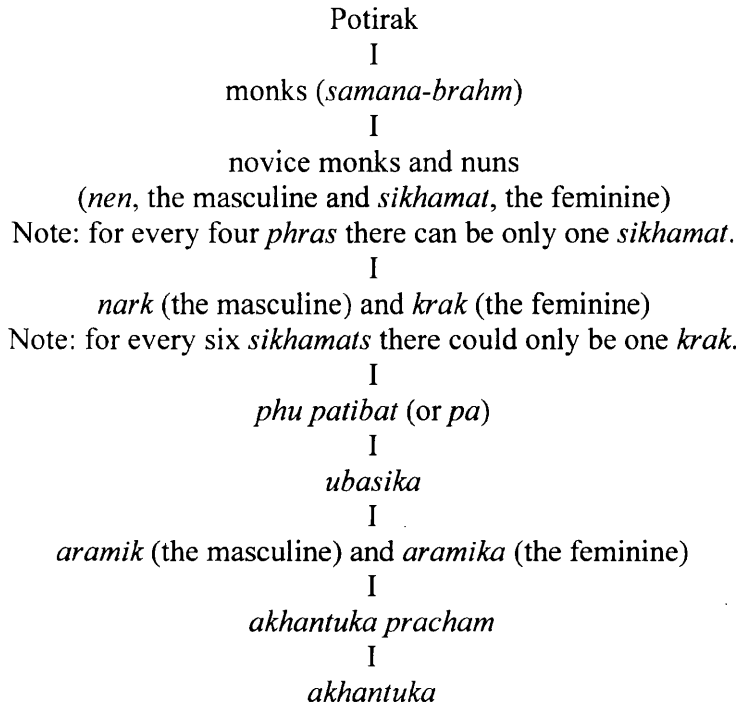 Potirak
I
monks (samana-brahm)
I
novice monks and nuns
(nen, the masculine and sikhamat, the feminine)
Note: for every four phras there can be only one sikhamat.
I
nark (the masculine) and krak (the feminine)
Note: for every six sikhamats there could only be one krak.
I
phu patibat (or pa)
I
ubasika
I
aramik (the masculine) and aramika (the feminine)
I
akhantuka pracham
I
akhantuka